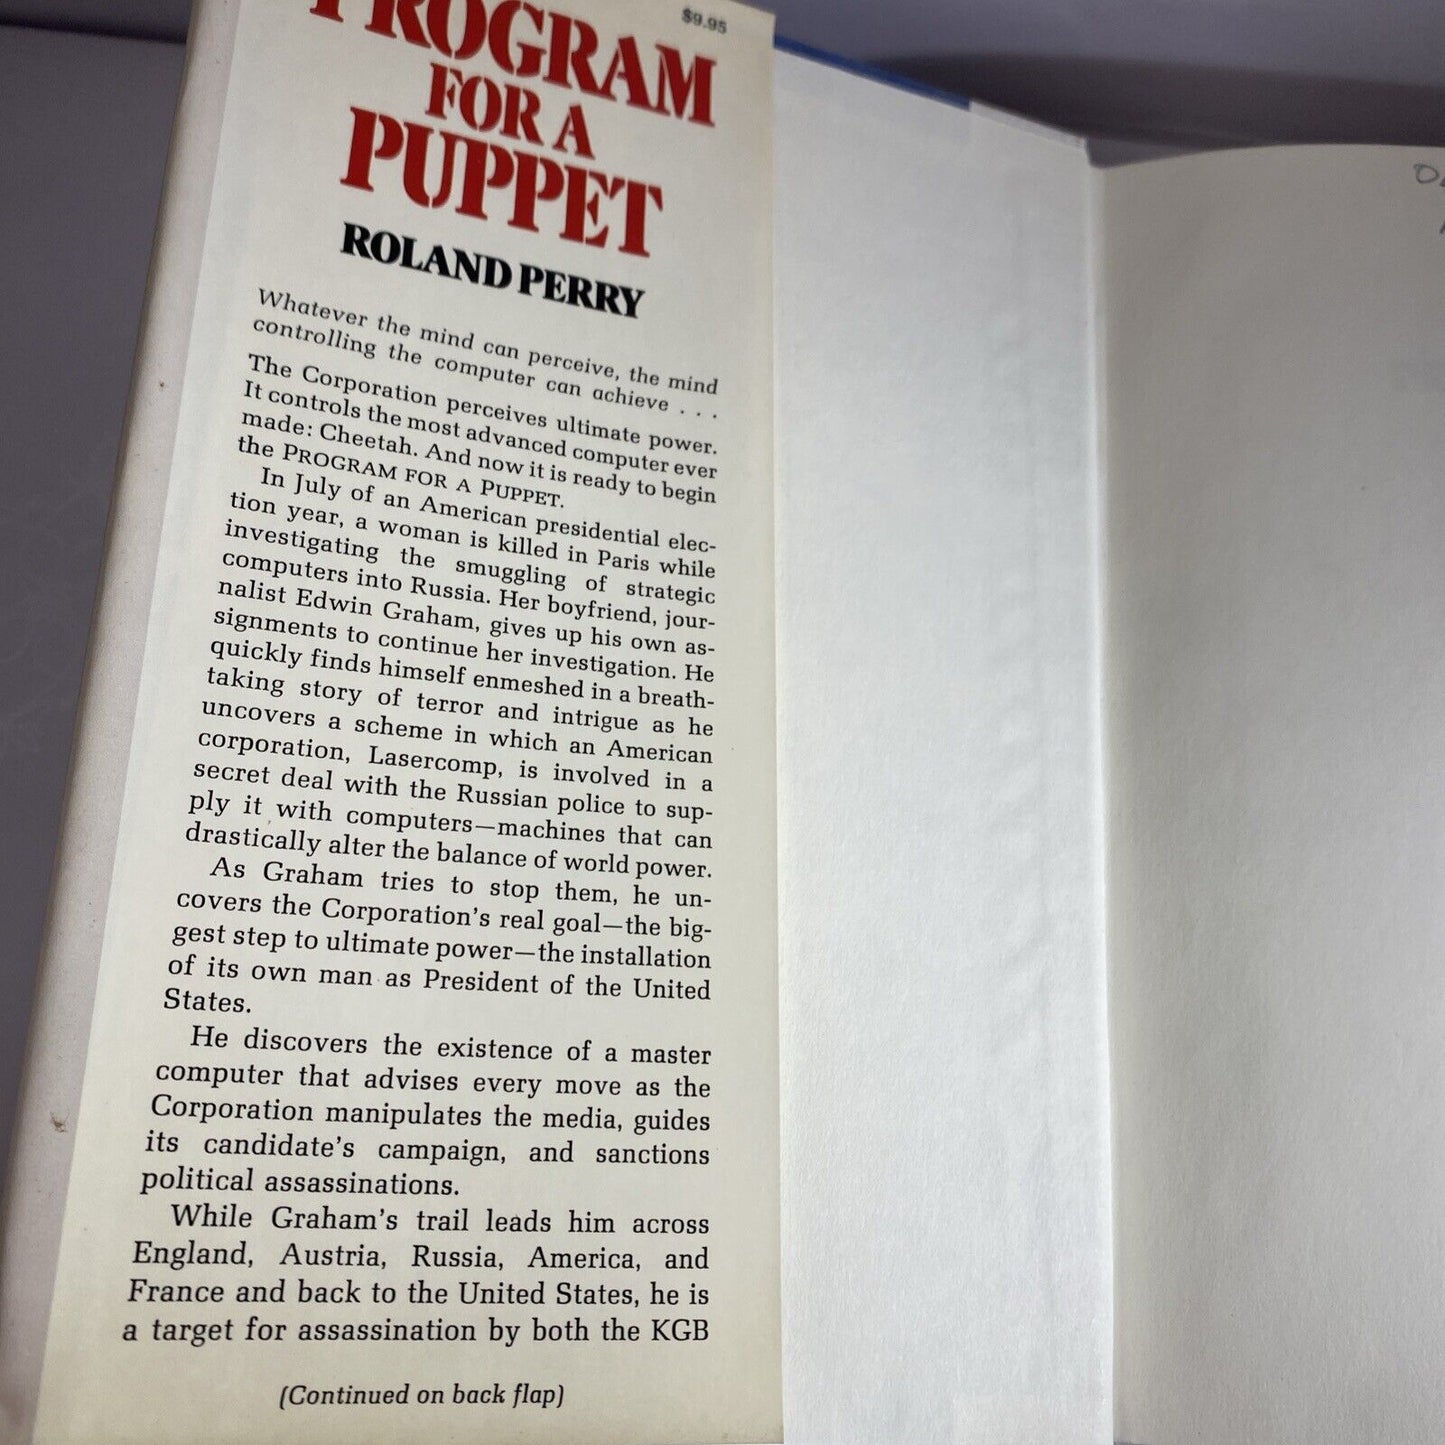 $9.95
PROGRAM
FOR A
PUPPET
ROLAND PERRY
Whatever the mind can perceive, the mind
controlling the computer can achieve . . .
The Corporation perceives ultimate power.
It controls the most advanced computer ever
made: Cheetah. And now it is ready to begin
the PROGRAM FOR A PUPPET.
In July of an American presidential elec-
tion year, a woman is killed in Paris while
investigating the smuggling of strategic
computers into Russia. Her boyfriend, jour-
nalist Edwin Graham, gives up his own as-
signments to continue her investigation. He
quickly finds himself enmeshed in a breath-
taking story of terror and intrigue as he
uncovers a scheme in which an American
corporation, Lasercomp, is involved in a
secret deal with the Russian police to sup-
ply it with computers—machines that can
drastically alter the balance of world power.
As Graham tries to stop them, he un-
covers the Corporation's real goal—the big-
gest step to ultimate power—the installation
of its own man as President of the United
States.
He discovers the existence of a master
computer that advises every move as the
Corporation manipulates the media, guides
its candidate's campaign, and sanctions
political assassinations.
While Graham's trail leads him across
England, Austria, Russia, America, and
France and back to the United States, he is
a target for assassination by both the KGB
(Continued on back flap)